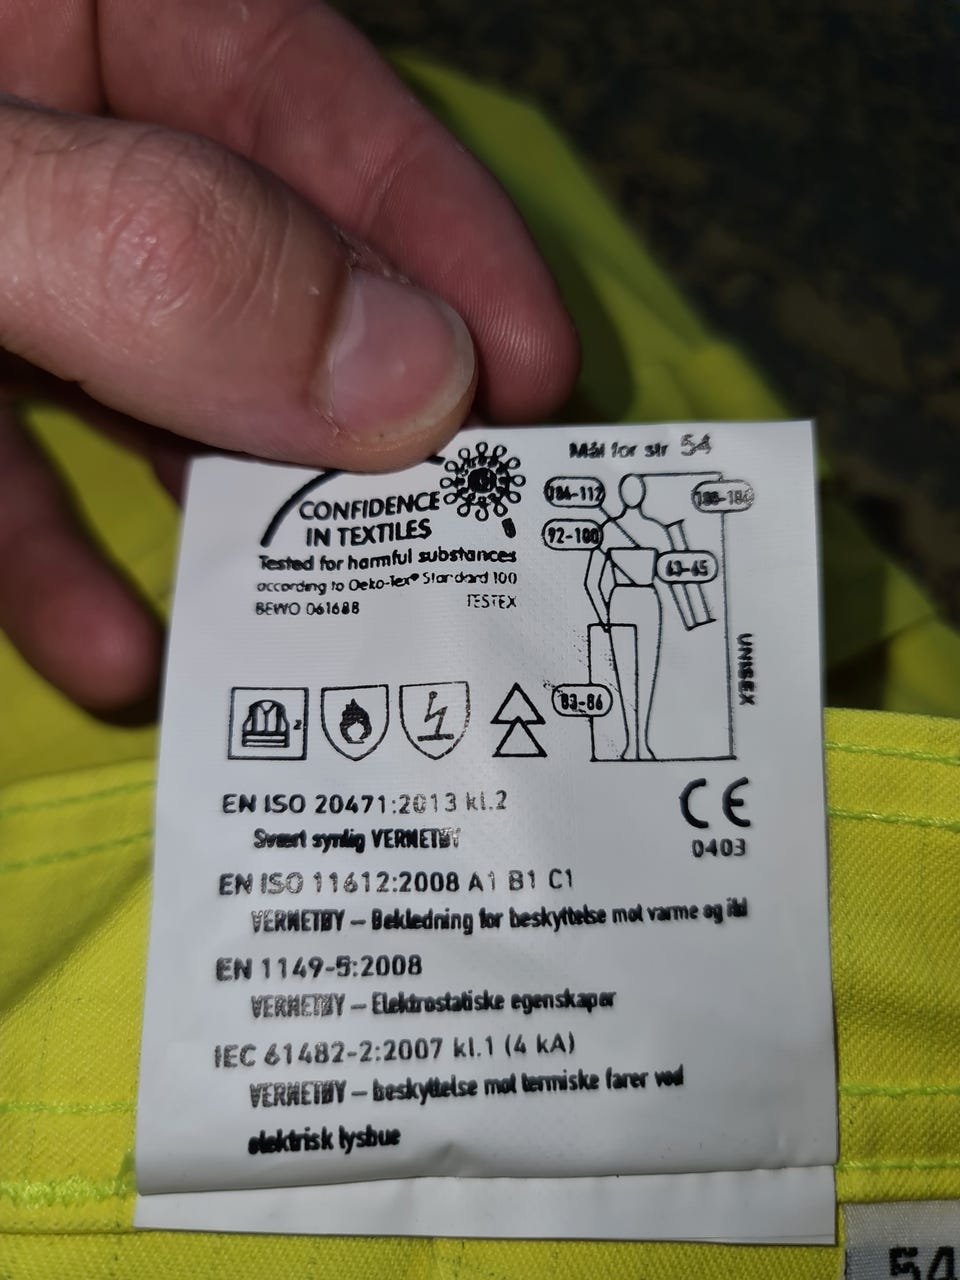 CONFIDENCE
IN TEXTILES
Tested for harmful substances
according to Oeko-Tex® Standard 100
BEWO 061688 TESTEX
Mål for str 54
92-100
63-65
83-86
UNISEX
2
EN ISO 20471:2013 kl.2
Svært synlig VERNETØY
CE
0403
EN ISO 11612:2008 A1 B1 C1
VERNETØY – Bekledning for beskyttelse mot varme og ild
EN 1149-5:2008
VERNETØY – Elektrostatiske egenskaper
IEC 61482-2:2007 kl.1 (4 kA)
VERNETØY – beskyttelse mot termiske farer ved
elektrisk lysbue
54